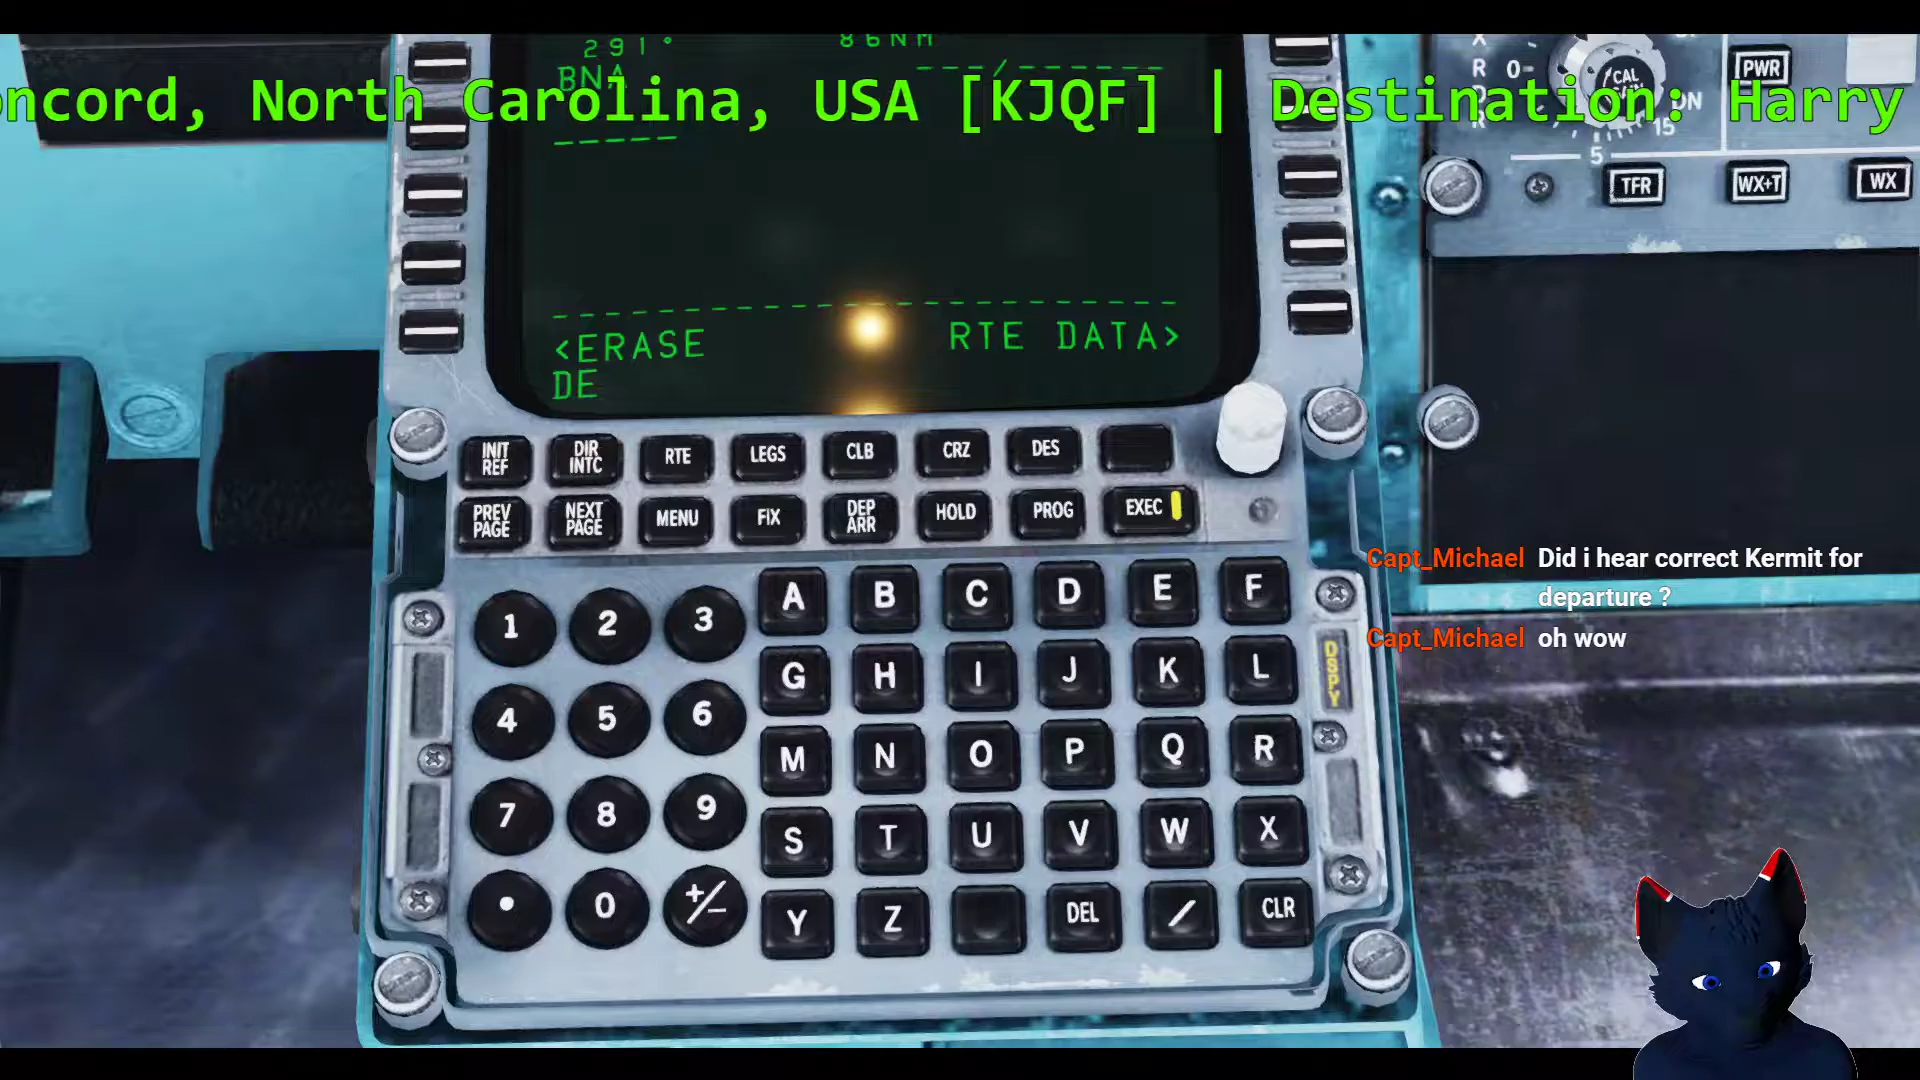 291° 86NM
BNA -----/------
oncord, North Carolina, USA [KJQF] | Destination: Harry
-----
<ERASE RTE DATA>
DE
INIT REF DIR INTC RTE LEGS CLB CRZ DES
PREV PAGE NEXT PAGE MENU FIX DEP ARR HOLD PROG EXEC
1 2 3 A B C D E F
4 5 6 G H I J K L
7 8 9 M N O P Q R
. 0 +/- S T U V W X
Y Z DEL / CLR
DSPY
R 0
CAL
PWR
DN
15
5
TFR WX+T WX
Capt_Michael Did i hear correct Kermit for
departure ?
Capt_Michael oh wow